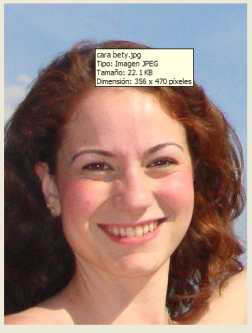 cara bety.jpg
Tipo: Imagen JPEG
Tamaño: 22.1 KB
Dimensión: 356 x 470 píxeles